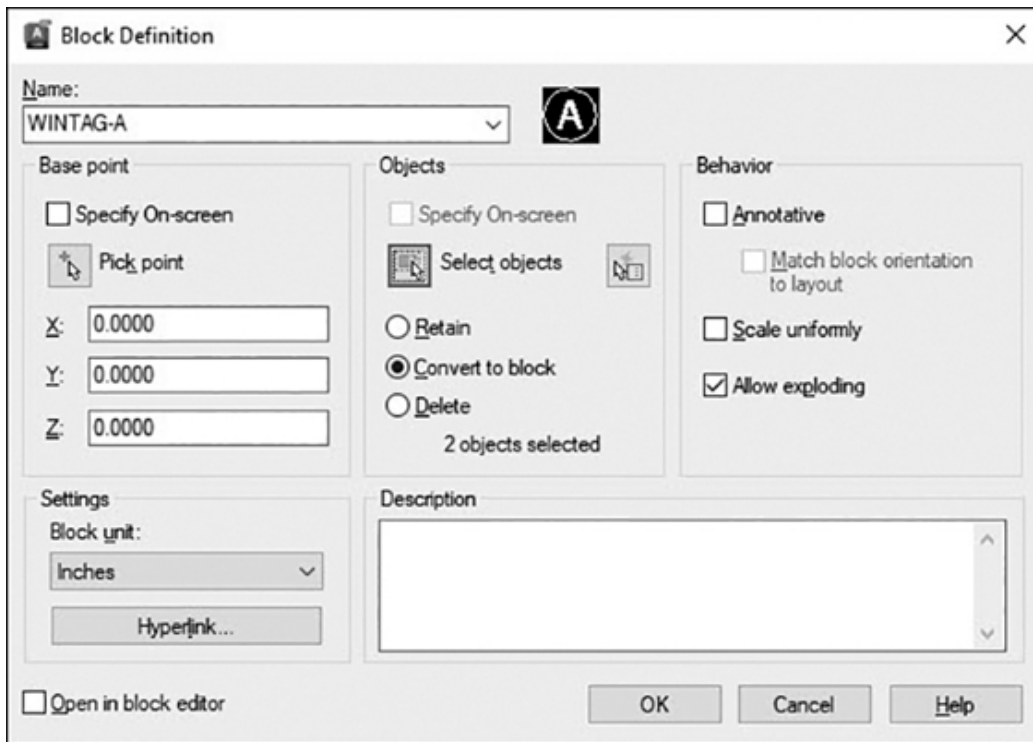 Block Definition
Name:
WINTAG-A
A
Base point
Specify On-screen
Pick point
X: 0.0000
Y: 0.0000
Z: 0.0000
Objects
Specify On-screen
Select objects
Retain
Convert to block
Delete
2 objects selected
Behavior
Annotative
Match block orientation
to layout
Scale uniformly
Allow exploding
Settings
Block unit:
Inches
Hyperlink...
Description
Open in block editor
OK
Cancel
Help